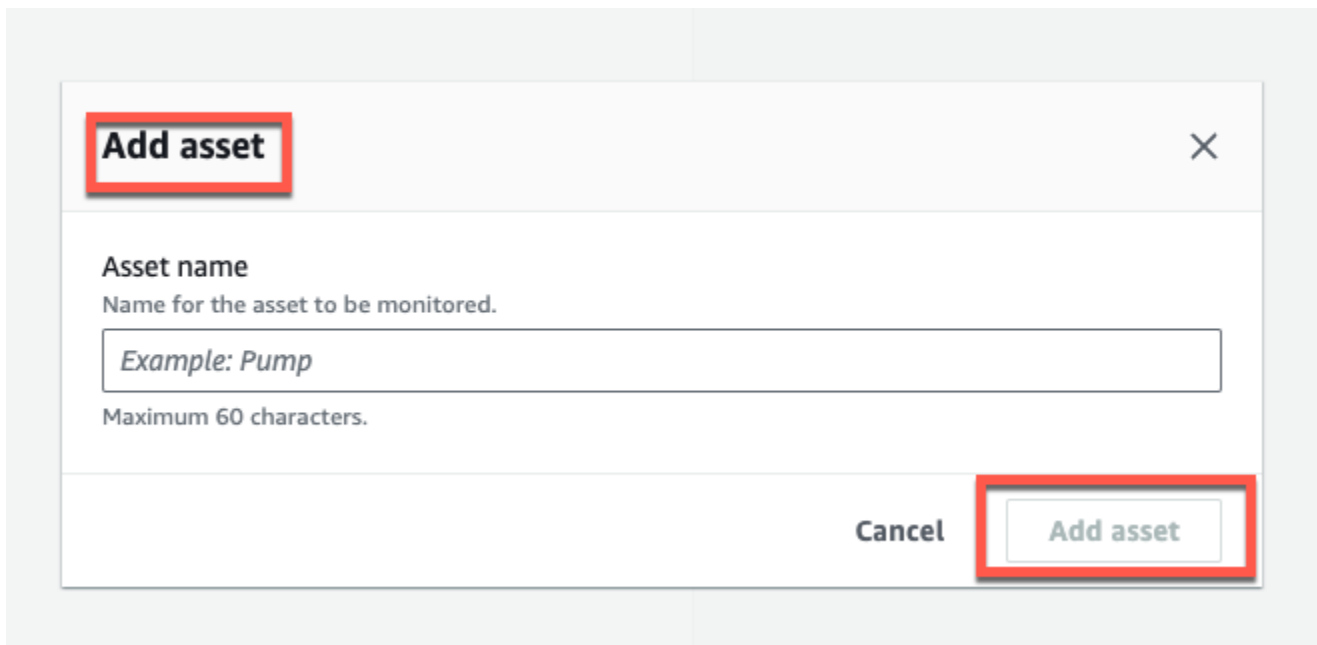 Add asset
Asset name
Name for the asset to be monitored.
Example: Pump
Maximum 60 characters.
Cancel
Add asset